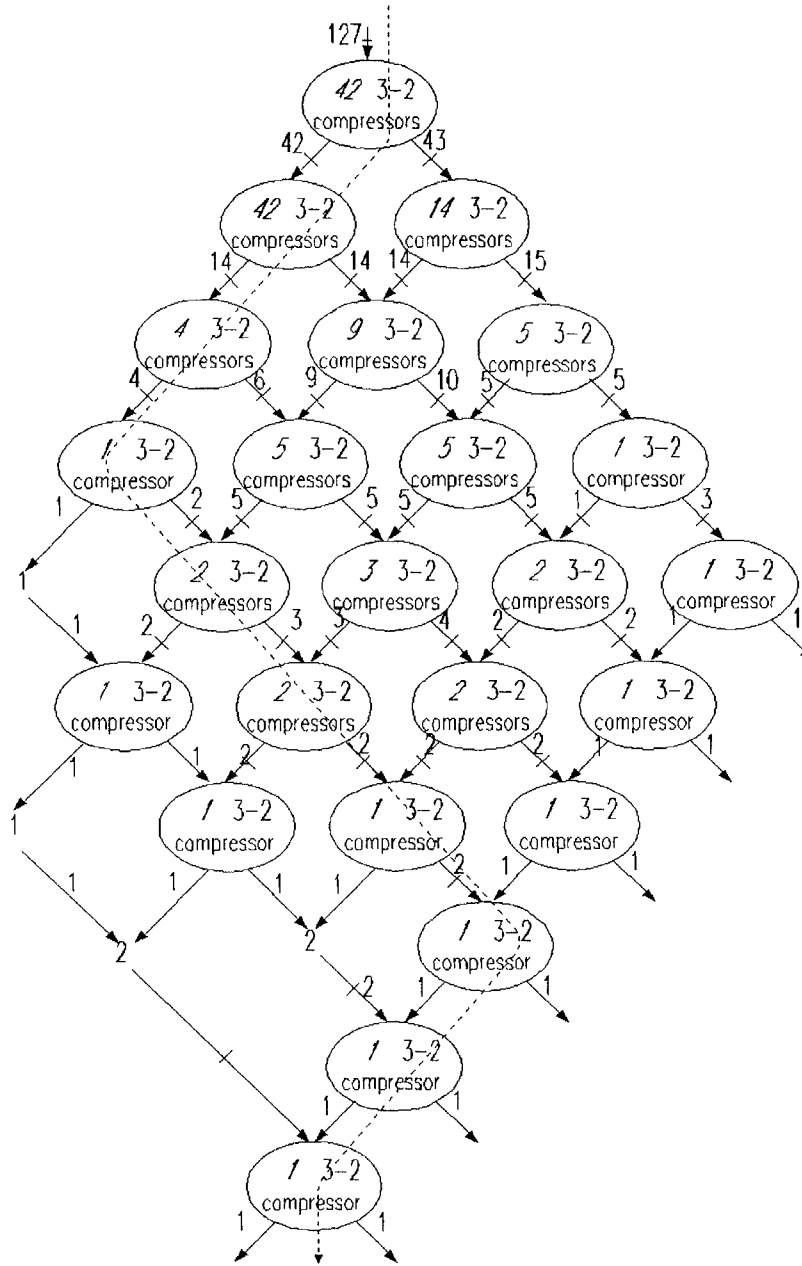 127
42 3-2
compressors
42 43
42 3-2 14 3-2
compressors compressors
14 14 14 15
4 3-2 9 3-2 5 3-2
compressors compressors compressors
4 6 9 10 5 5
1 3-2 5 3-2 5 3-2 1 3-2
compressor compressors compressors compressor
1 2 5 5 5 5 1 3
1 2 3-2 3 3-2 2 3-2 1 3-2
compressors compressors compressors compressor
1 2 3 3 4 2 2 1 1
1 3-2 2 3-2 2 3-2 1 3-2
compressor compressors compressors compressor
1 1 2 2 2 2 1 1
1 1 3-2 1 3-2 1 3-2
compressor compressor compressor
1 1 1 1 2 1 1
2 2 1 3-2
compressor
2 1 1
1 3-2
compressor
1 1
1 3-2
compressor
1 1